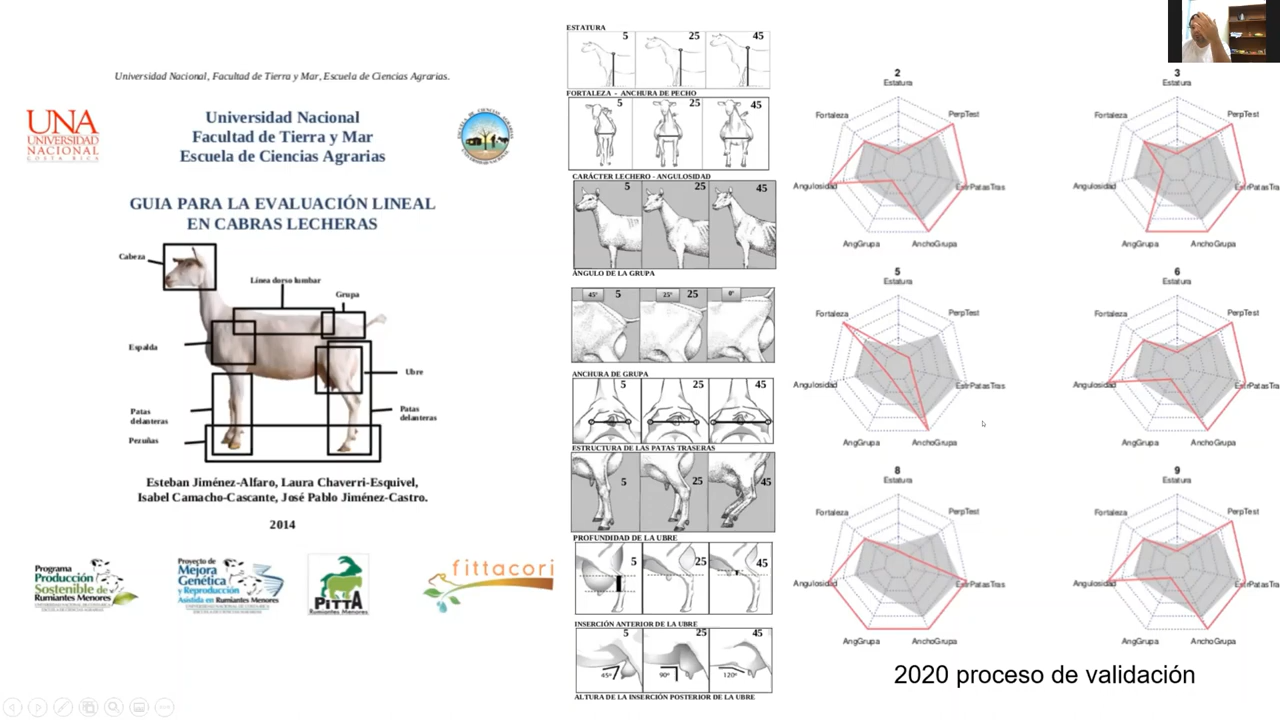 Universidad Nacional, Facultad de Tierra y Mar, Escuela de Ciencias Agrarias.
UNA
UNIVERSIDAD
NACIONAL
COSTA RICA
Universidad Nacional
Facultad de Tierra y Mar
Escuela de Ciencias Agrarias
GUIA PARA LA EVALUACIÓN LINEAL
EN CABRAS LECHERAS
Cabeza
Línea dorso lumbar
Grupa
Espalda
Ubre
Patas
delanteras
Patas
delanteras
Pezuñas
Esteban Jiménez-Alfaro, Laura Chaverri-Esquivel,
Isabel Camacho-Cascante, José Pablo Jiménez-Castro.
2014
Programa
Producción
Sostenible de
Rumiantes Menores
Proyecto de
Mejora
Genética
y Reproducción
Asistida en Rumiantes Menores
PITTA
Rumiantes Menores
fittacori
ESTATURA
5 25 45
FORTALEZA - ANCHURA DE PECHO
5 25 45
CARÁCTER LECHERO - ANGULOSIDAD
5 25 45
ÁNGULO DE LA GRUPA
45º 5 25º 25 0º
ANCHURA DE GRUPA
5 25 45
ESTRUCTURA DE LAS PATAS TRASERAS
5 25 45
PROFUNDIDAD DE LA UBRE
5 25 45
INSERCIÓN ANTERIOR DE LA UBRE
5 25 45
45º 90º 120º
ALTURA DE LA INSERCIÓN POSTERIOR DE LA UBRE
2
Estatura
Fortaleza
PerpTest
Angulosidad
EstrPatasTras
AngGrupa
AnchoGrupa
3
Estatura
Fortaleza
PerpTest
Angulosidad
EstrPatasTras
AngGrupa
AnchoGrupa
5
Estatura
Fortaleza
PerpTest
Angulosidad
EstrPatasTras
AngGrupa
AnchoGrupa
6
Estatura
Fortaleza
PerpTest
Angulosidad
EstrPatasTras
AngGrupa
AnchoGrupa
8
Estatura
Fortaleza
PerpTest
Angulosidad
EstrPatasTras
AngGrupa
AnchoGrupa
9
Estatura
Fortaleza
PerpTest
Angulosidad
EstrPatasTras
AngGrupa
AnchoGrupa
2020 proceso de validación